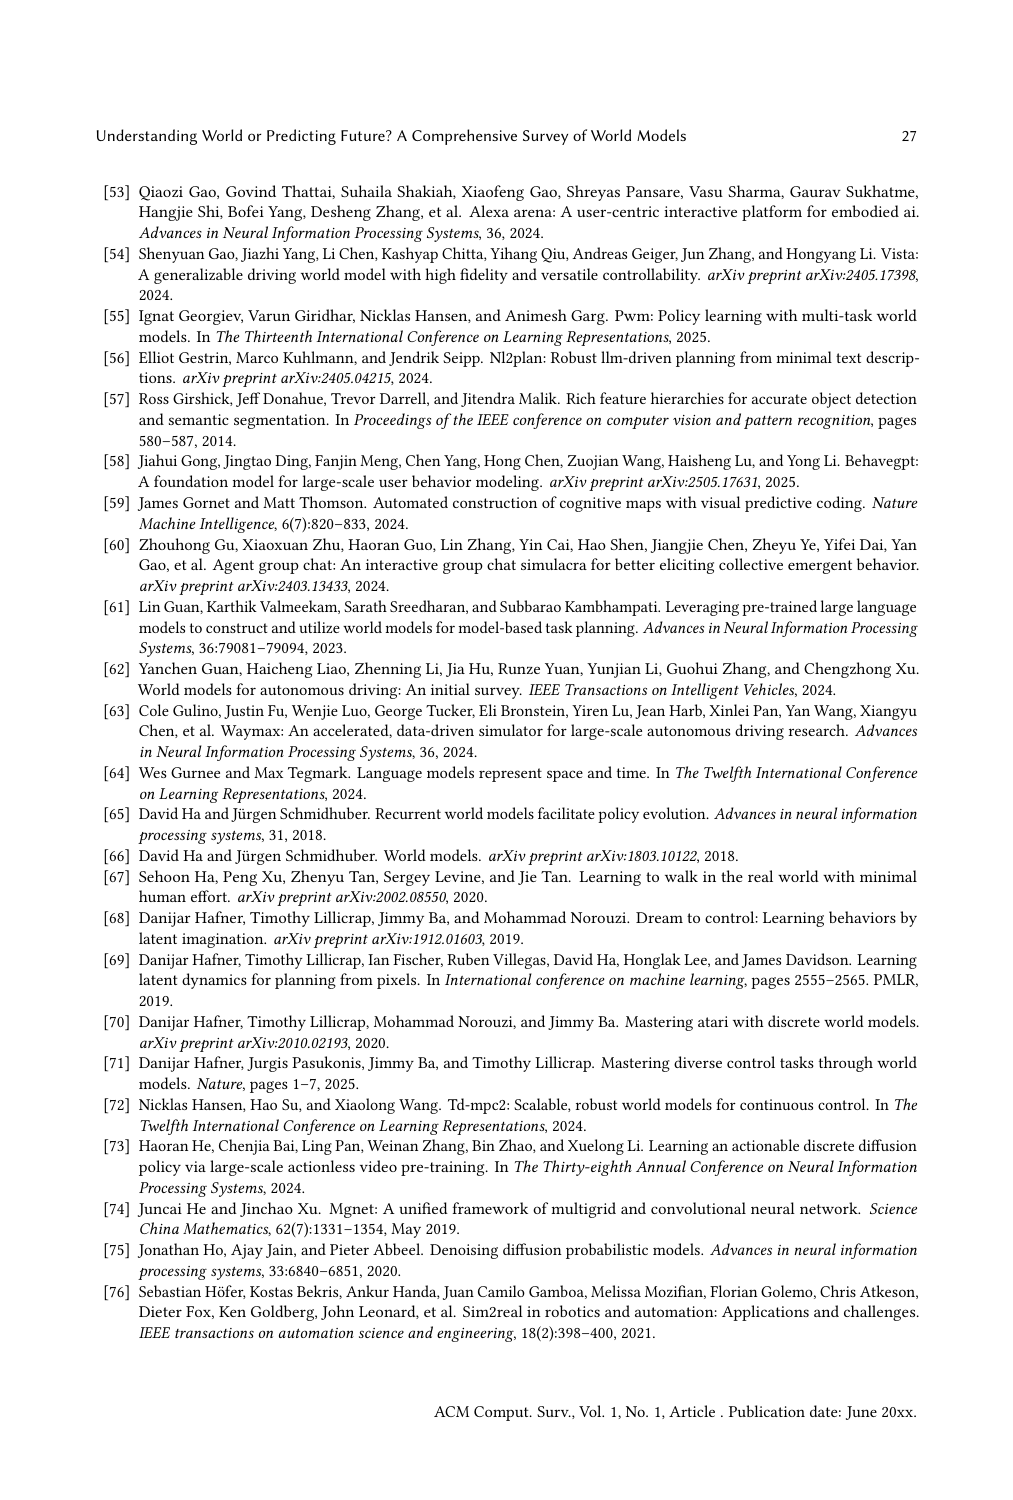 Understanding World or Predicting Future? A Comprehensive Survey of World Models 27
[53] Qiaozi Gao, Govind Thattai, Suhaila Shakiah, Xiaofeng Gao, Shreyas Pansare, Vasu Sharma, Gaurav Sukhatme,
Hangjie Shi, Bofei Yang, Desheng Zhang, et al. Alexa arena: A user-centric interactive platform for embodied ai.
Advances in Neural Information Processing Systems, 36, 2024.
[54] Shenyuan Gao, Jiazhi Yang, Li Chen, Kashyap Chitta, Yihang Qiu, Andreas Geiger, Jun Zhang, and Hongyang Li. Vista:
A generalizable driving world model with high fidelity and versatile controllability. arXiv preprint arXiv:2405.17398,
2024.
[55] Ignat Georgiev, Varun Giridhar, Nicklas Hansen, and Animesh Garg. Pwm: Policy learning with multi-task world
models. In The Thirteenth International Conference on Learning Representations, 2025.
[56] Elliot Gestrin, Marco Kuhlmann, and Jendrik Seipp. Nl2plan: Robust llm-driven planning from minimal text descrip-
tions. arXiv preprint arXiv:2405.04215, 2024.
[57] Ross Girshick, Jeff Donahue, Trevor Darrell, and Jitendra Malik. Rich feature hierarchies for accurate object detection
and semantic segmentation. In Proceedings of the IEEE conference on computer vision and pattern recognition, pages
580–587, 2014.
[58] Jiahui Gong, Jingtao Ding, Fanjin Meng, Chen Yang, Hong Chen, Zuojian Wang, Haisheng Lu, and Yong Li. Behavegpt:
A foundation model for large-scale user behavior modeling. arXiv preprint arXiv:2505.17631, 2025.
[59] James Gornet and Matt Thomson. Automated construction of cognitive maps with visual predictive coding. Nature
Machine Intelligence, 6(7):820–833, 2024.
[60] Zhouhong Gu, Xiaoxuan Zhu, Haoran Guo, Lin Zhang, Yin Cai, Hao Shen, Jiangjie Chen, Zheyu Ye, Yifei Dai, Yan
Gao, et al. Agent group chat: An interactive group chat simulacra for better eliciting collective emergent behavior.
arXiv preprint arXiv:2403.13433, 2024.
[61] Lin Guan, Karthik Valmeekam, Sarath Sreedharan, and Subbarao Kambhampati. Leveraging pre-trained large language
models to construct and utilize world models for model-based task planning. Advances in Neural Information Processing
Systems, 36:79081–79094, 2023.
[62] Yanchen Guan, Haicheng Liao, Zhenning Li, Jia Hu, Runze Yuan, Yunjian Li, Guohui Zhang, and Chengzhong Xu.
World models for autonomous driving: An initial survey. IEEE Transactions on Intelligent Vehicles, 2024.
[63] Cole Gulino, Justin Fu, Wenjie Luo, George Tucker, Eli Bronstein, Yiren Lu, Jean Harb, Xinlei Pan, Yan Wang, Xiangyu
Chen, et al. Waymax: An accelerated, data-driven simulator for large-scale autonomous driving research. Advances
in Neural Information Processing Systems, 36, 2024.
[64] Wes Gurnee and Max Tegmark. Language models represent space and time. In The Twelfth International Conference
on Learning Representations, 2024.
[65] David Ha and Jürgen Schmidhuber. Recurrent world models facilitate policy evolution. Advances in neural information
processing systems, 31, 2018.
[66] David Ha and Jürgen Schmidhuber. World models. arXiv preprint arXiv:1803.10122, 2018.
[67] Sehoon Ha, Peng Xu, Zhenyu Tan, Sergey Levine, and Jie Tan. Learning to walk in the real world with minimal
human effort. arXiv preprint arXiv:2002.08550, 2020.
[68] Danijar Hafner, Timothy Lillicrap, Jimmy Ba, and Mohammad Norouzi. Dream to control: Learning behaviors by
latent imagination. arXiv preprint arXiv:1912.01603, 2019.
[69] Danijar Hafner, Timothy Lillicrap, Ian Fischer, Ruben Villegas, David Ha, Honglak Lee, and James Davidson. Learning
latent dynamics for planning from pixels. In International conference on machine learning, pages 2555–2565. PMLR,
2019.
[70] Danijar Hafner, Timothy Lillicrap, Mohammad Norouzi, and Jimmy Ba. Mastering atari with discrete world models.
arXiv preprint arXiv:2010.02193, 2020.
[71] Danijar Hafner, Jurgis Pasukonis, Jimmy Ba, and Timothy Lillicrap. Mastering diverse control tasks through world
models. Nature, pages 1–7, 2025.
[72] Nicklas Hansen, Hao Su, and Xiaolong Wang. Td-mpc2: Scalable, robust world models for continuous control. In The
Twelfth International Conference on Learning Representations, 2024.
[73] Haoran He, Chenjia Bai, Ling Pan, Weinan Zhang, Bin Zhao, and Xuelong Li. Learning an actionable discrete diffusion
policy via large-scale actionless video pre-training. In The Thirty-eighth Annual Conference on Neural Information
Processing Systems, 2024.
[74] Juncai He and Jinchao Xu. Mgnet: A unified framework of multigrid and convolutional neural network. Science
China Mathematics, 62(7):1331–1354, May 2019.
[75] Jonathan Ho, Ajay Jain, and Pieter Abbeel. Denoising diffusion probabilistic models. Advances in neural information
processing systems, 33:6840–6851, 2020.
[76] Sebastian Höfer, Kostas Bekris, Ankur Handa, Juan Camilo Gamboa, Melissa Mozifian, Florian Golemo, Chris Atkeson,
Dieter Fox, Ken Goldberg, John Leonard, et al. Sim2real in robotics and automation: Applications and challenges.
IEEE transactions on automation science and engineering, 18(2):398–400, 2021.
ACM Comput. Surv., Vol. 1, No. 1, Article . Publication date: June 20xx.